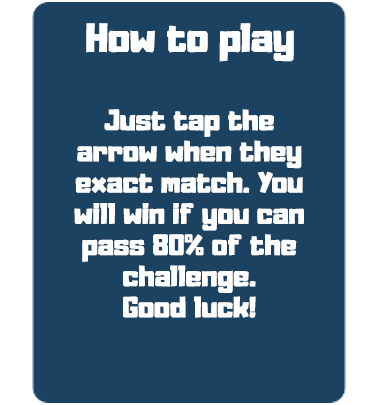 How to play
Just tap the
arrow when they
exact match. You
will win if you can
pass 80% of the
challenge.
Good luck!